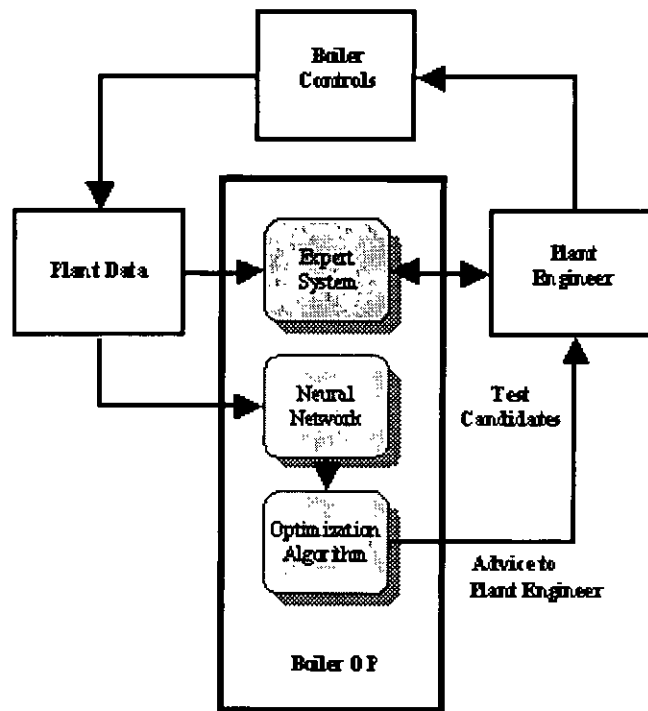 Boiler
Controls
Plant Data
Expert
System
Plant
Engineer
Neural
Network
Test
Candidates
Optimization
Algorithm
Advice to
Plant Engineer
Boiler OP